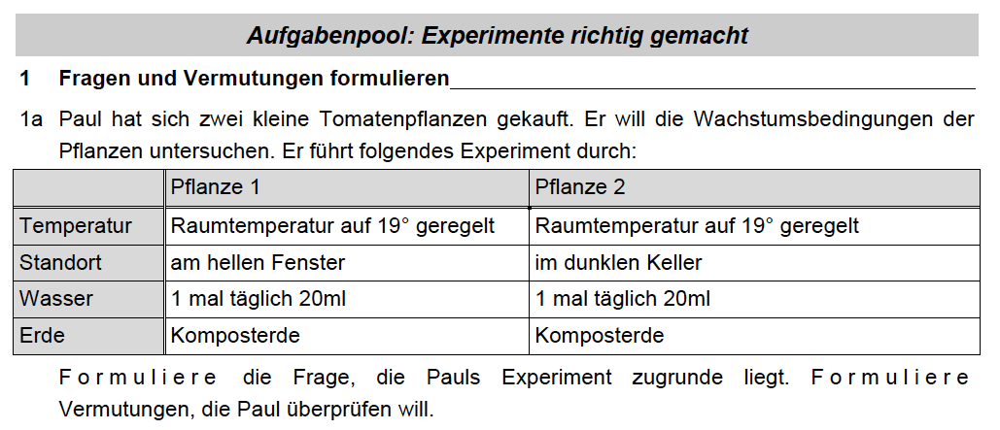 Aufgabenpool: Experimente richtig gemacht
1 Fragen und Vermutungen formulieren
1a Paul hat sich zwei kleine Tomatenpflanzen gekauft. Er will die Wachstumsbedingungen der
Pflanzen untersuchen. Er führt folgendes Experiment durch:
Pflanze 1 Pflanze 2
Temperatur Raumtemperatur auf 19° geregelt Raumtemperatur auf 19° geregelt
Standort am hellen Fenster im dunklen Keller
Wasser 1 mal täglich 20ml 1 mal täglich 20ml
Erde Komposterde Komposterde
Formuliere die Frage, die Pauls Experiment zugrunde liegt. Formuliere
Vermutungen, die Paul überprüfen will.